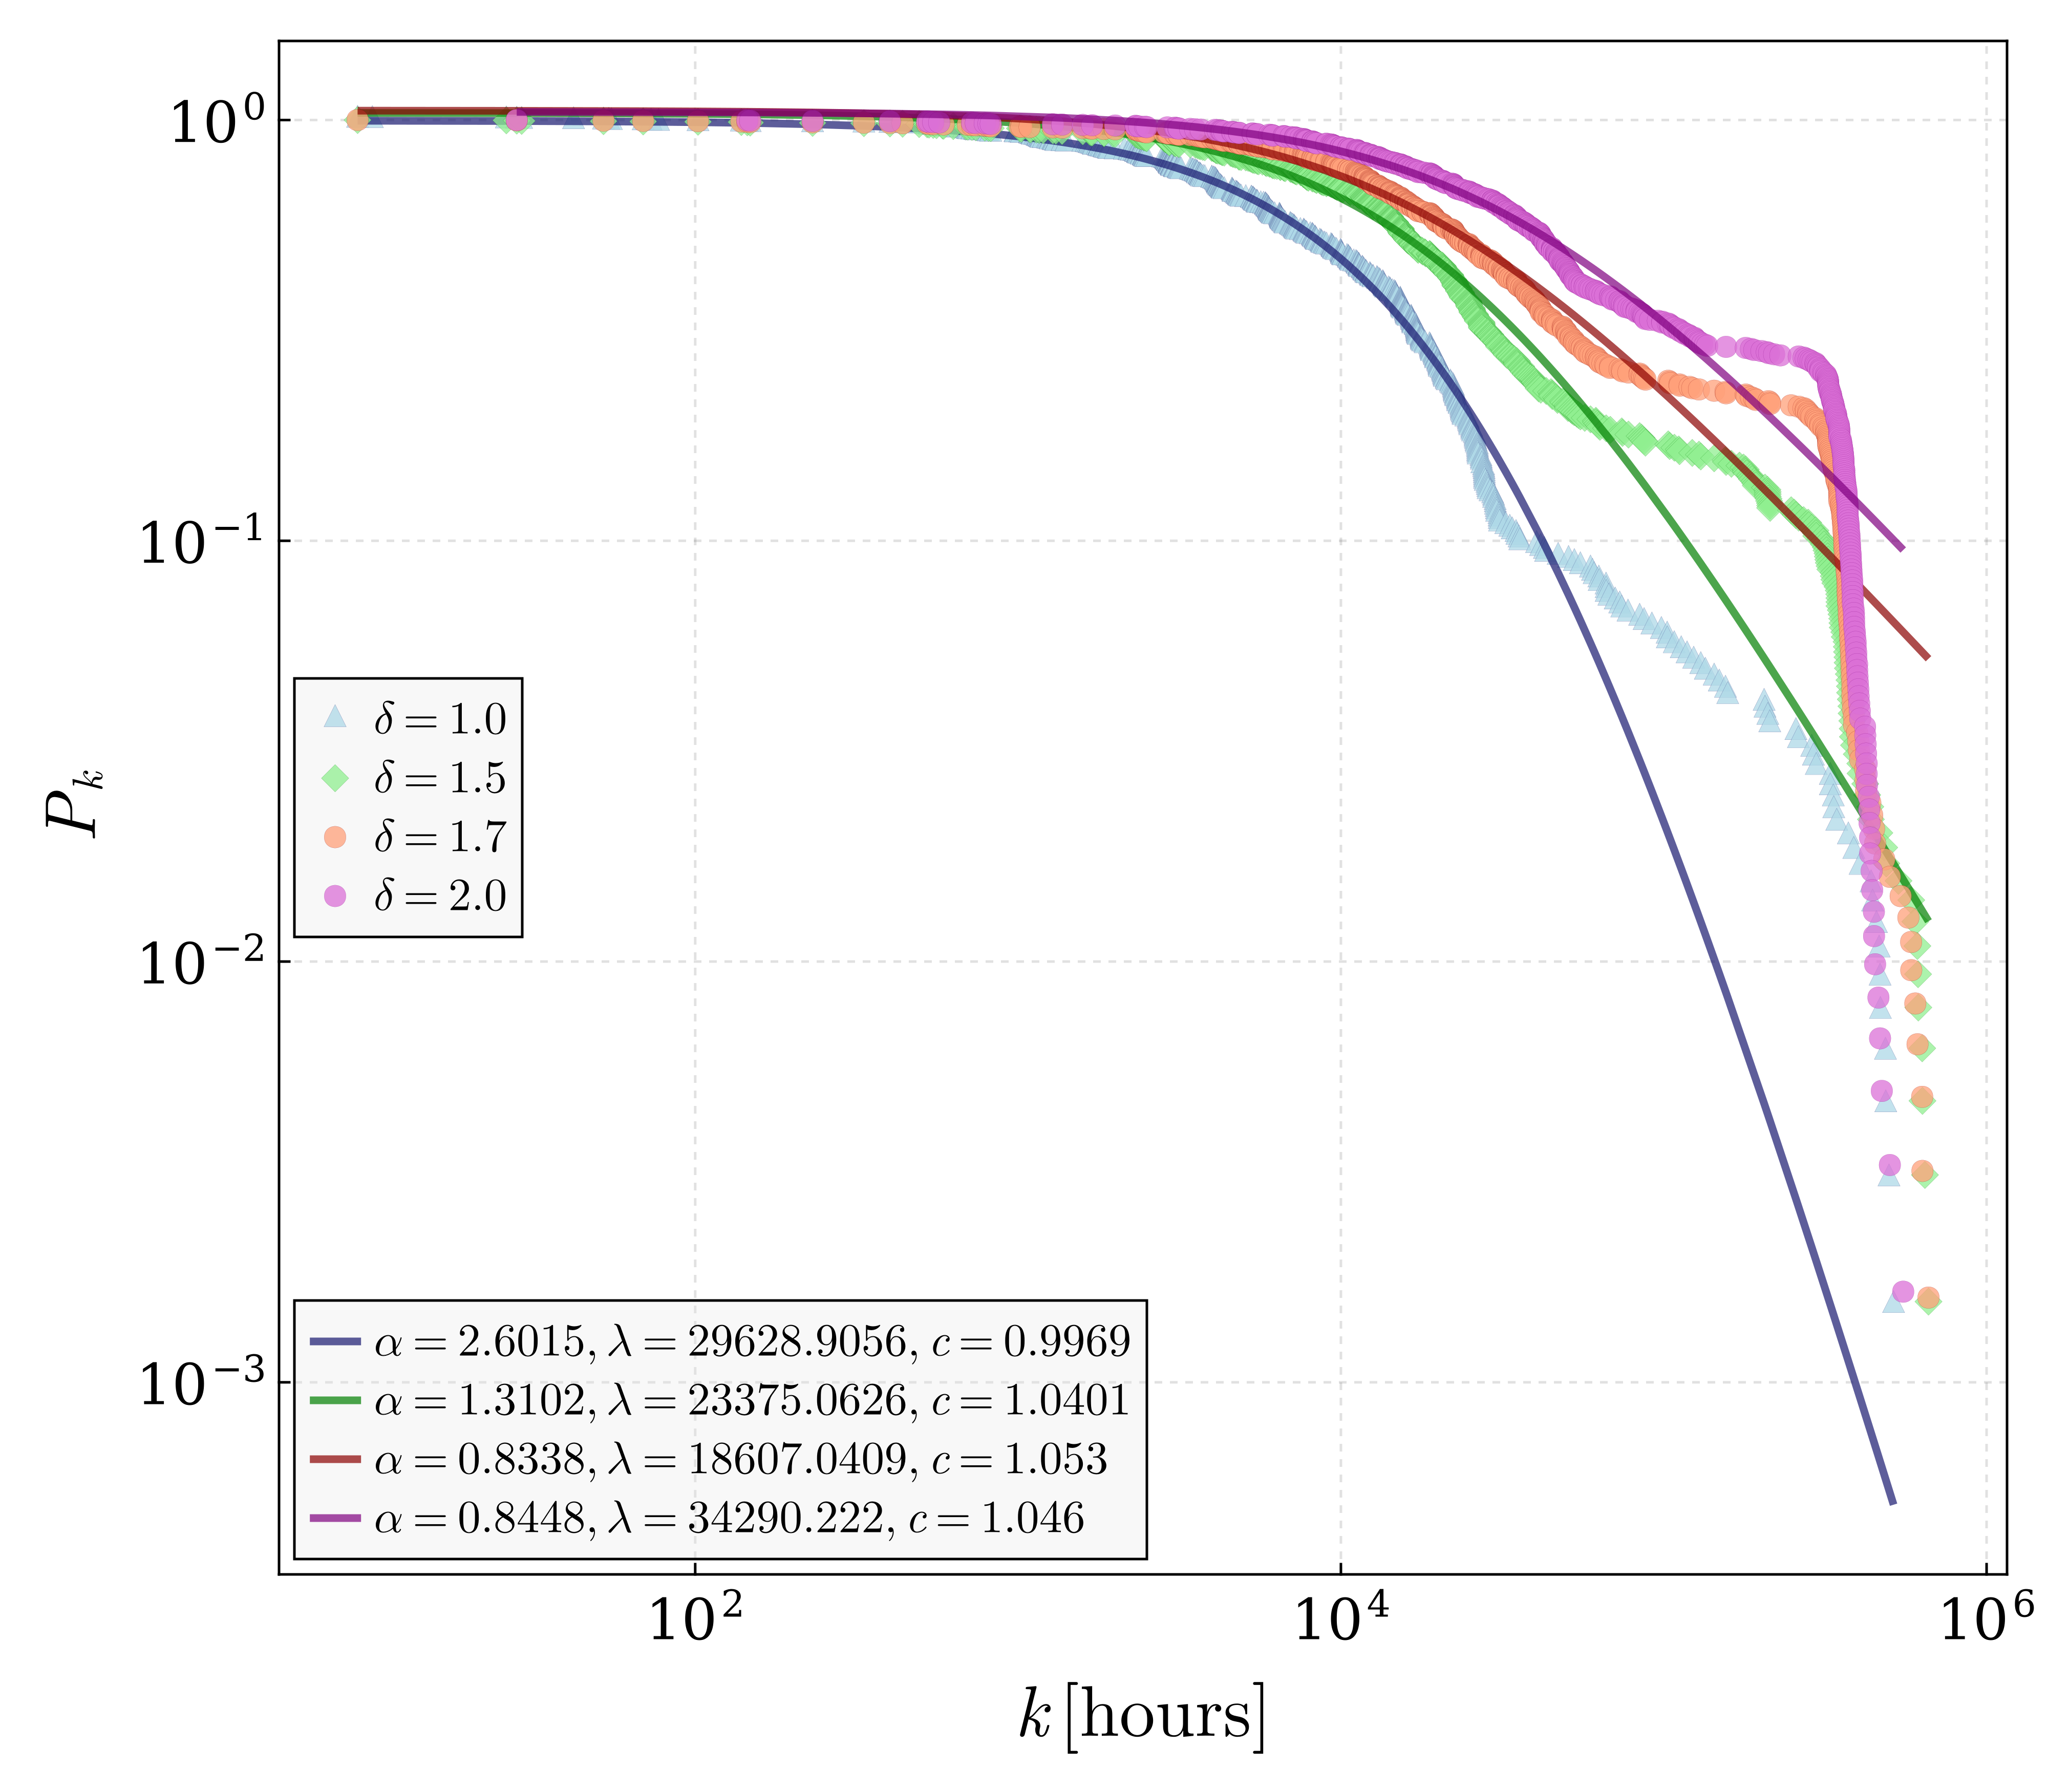 10^0
10^{-1}
10^{-2}
10^{-3}
P_k
δ = 1.0
δ = 1.5
δ = 1.7
δ = 2.0
α = 2.6015, λ = 29628.9056, c = 0.9969
α = 1.3102, λ = 23375.0626, c = 1.0401
α = 0.8338, λ = 18607.0409, c = 1.053
α = 0.8448, λ = 34290.222, c = 1.046
10^2 10^4 10^6
k [hours]